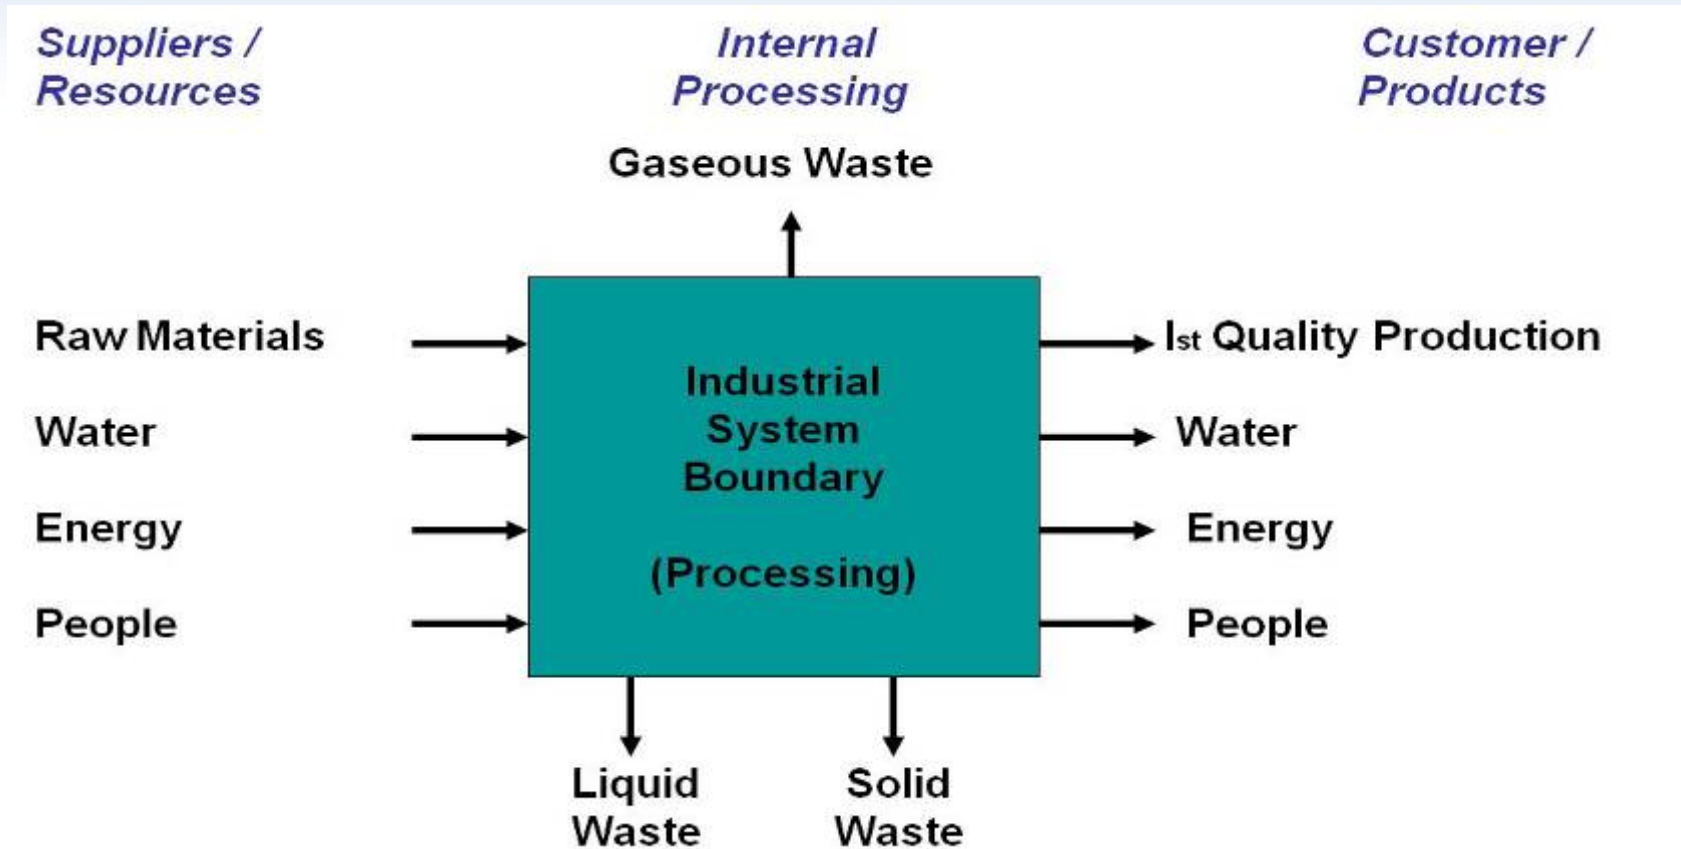 Suppliers /
Resources
Internal
Processing
Customer /
Products
Gaseous Waste
Raw Materials
Water
Energy
People
Industrial
System
Boundary
(Processing)
Ist Quality Production
Water
Energy
People
Liquid
Waste
Solid
Waste